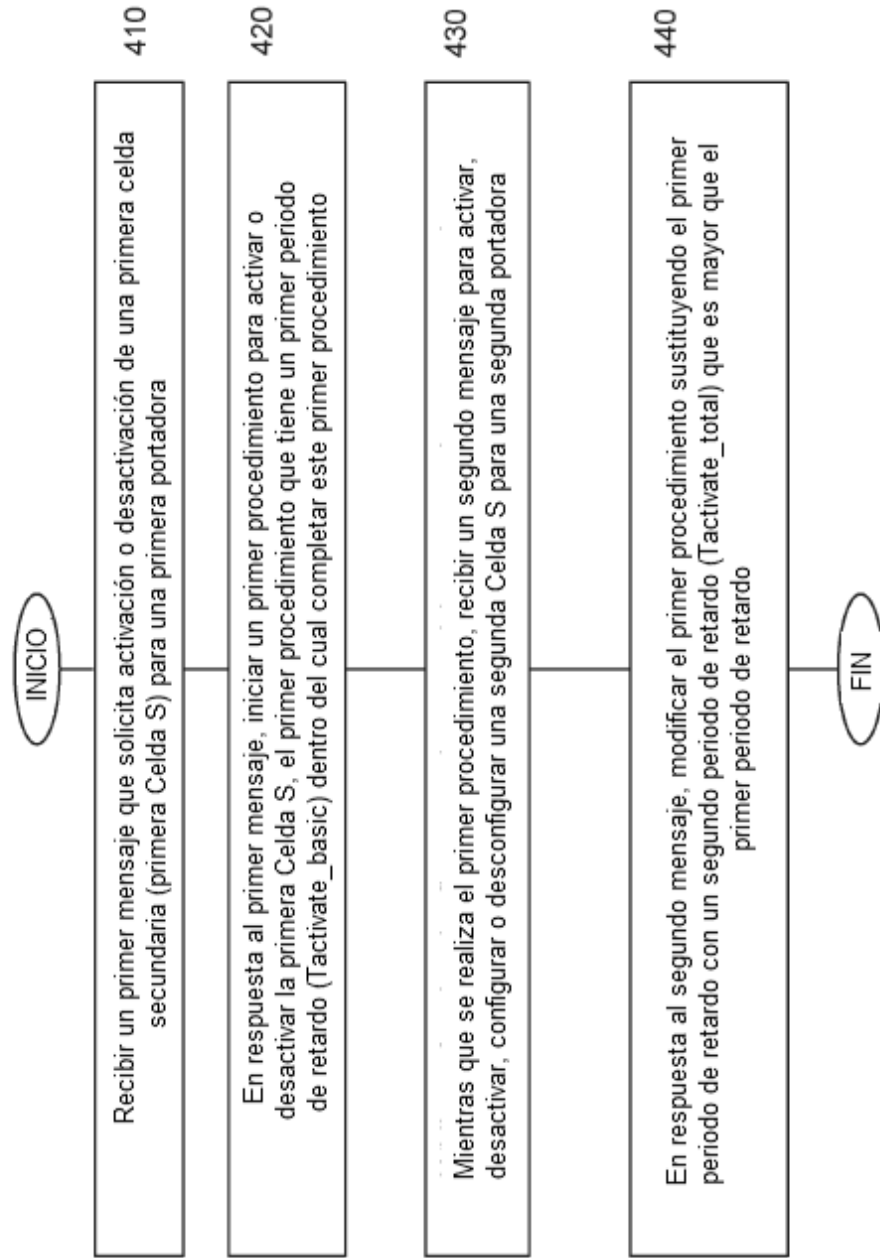 INICIO
410
Recibir un primer mensaje que solicita activación o desactivación de una primera celda
secundaria (primera Celda S) para una primera portadora
420
En respuesta al primer mensaje, iniciar un primer procedimiento para activar o
desactivar la primera Celda S, el primer procedimiento que tiene un primer periodo
de retardo (Tactivate_basic) dentro del cual completar este primer procedimiento
430
Mientras que se realiza el primer procedimiento, recibir un segundo mensaje para activar,
desactivar, configurar o desconfigurar una segunda Celda S para una segunda portadora
440
En respuesta al segundo mensaje, modificar el primer procedimiento sustituyendo el primer
periodo de retardo con un segundo periodo de retardo (Tactivate_total) que es mayor que el
primer periodo de retardo
FIN